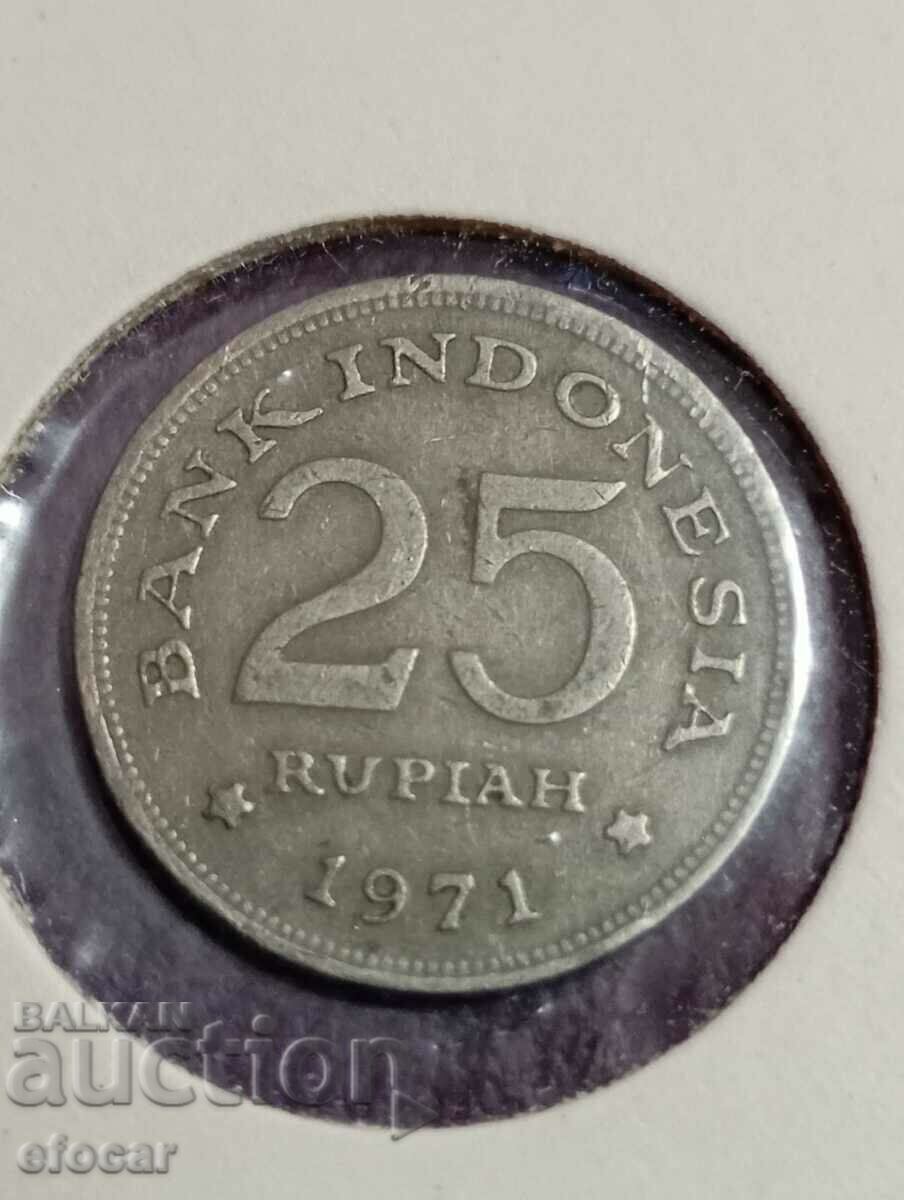 BANK INDONESIA
25
RUPIAH
1971
BALKAN
auction
efocar